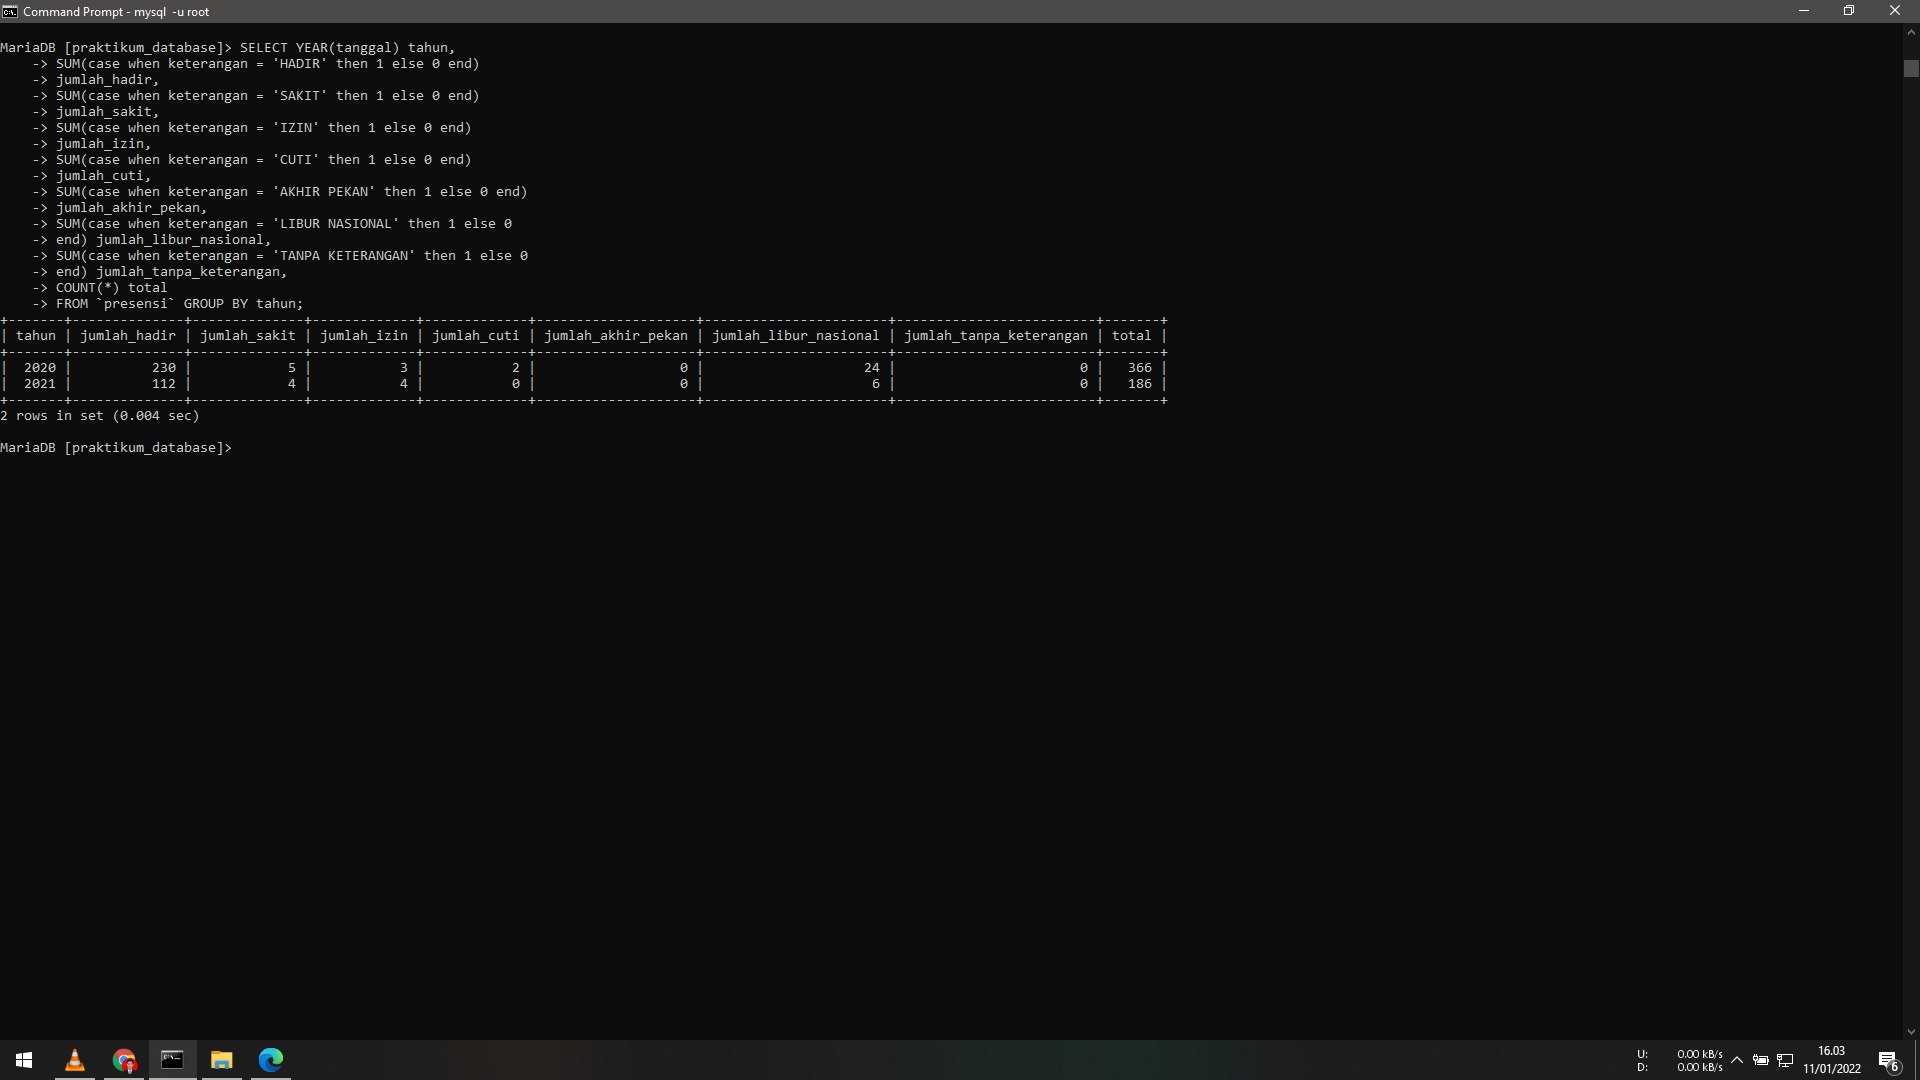 Command Prompt - mysql  -u root
MariaDB [praktikum_database]> SELECT YEAR(tanggal) tahun,
    -> SUM(case when keterangan = 'HADIR' then 1 else 0 end)
    -> jumlah_hadir,
    -> SUM(case when keterangan = 'SAKIT' then 1 else 0 end)
    -> jumlah_sakit,
    -> SUM(case when keterangan = 'IZIN' then 1 else 0 end)
    -> jumlah_izin,
    -> SUM(case when keterangan = 'CUTI' then 1 else 0 end)
    -> jumlah_cuti,
    -> SUM(case when keterangan = 'AKHIR PEKAN' then 1 else 0 end)
    -> jumlah_akhir_pekan,
    -> SUM(case when keterangan = 'LIBUR NASIONAL' then 1 else 0
    -> end) jumlah_libur_nasional,
    -> SUM(case when keterangan = 'TANPA KETERANGAN' then 1 else 0
    -> end) jumlah_tanpa_keterangan,
    -> COUNT(*) total
    -> FROM `presensi` GROUP BY tahun;
+-------+--------------+--------------+-------------+-------------+--------------------+-----------------------+-------------------------+-------+
| tahun | jumlah_hadir | jumlah_sakit | jumlah_izin | jumlah_cuti | jumlah_akhir_pekan | jumlah_libur_nasional | jumlah_tanpa_keterangan | total |
+-------+--------------+--------------+-------------+-------------+--------------------+-----------------------+-------------------------+-------+
|  2020 |          230 |            5 |           3 |           2 |                  0 |                    24 |                       0 |   366 |
|  2021 |          112 |            4 |           4 |           0 |                  0 |                     6 |                       0 |   186 |
+-------+--------------+--------------+-------------+-------------+--------------------+-----------------------+-------------------------+-------+
2 rows in set (0.004 sec)
MariaDB [praktikum_database]>
U: 0.00 kB/s
D: 0.00 kB/s
16.03
11/01/2022
6